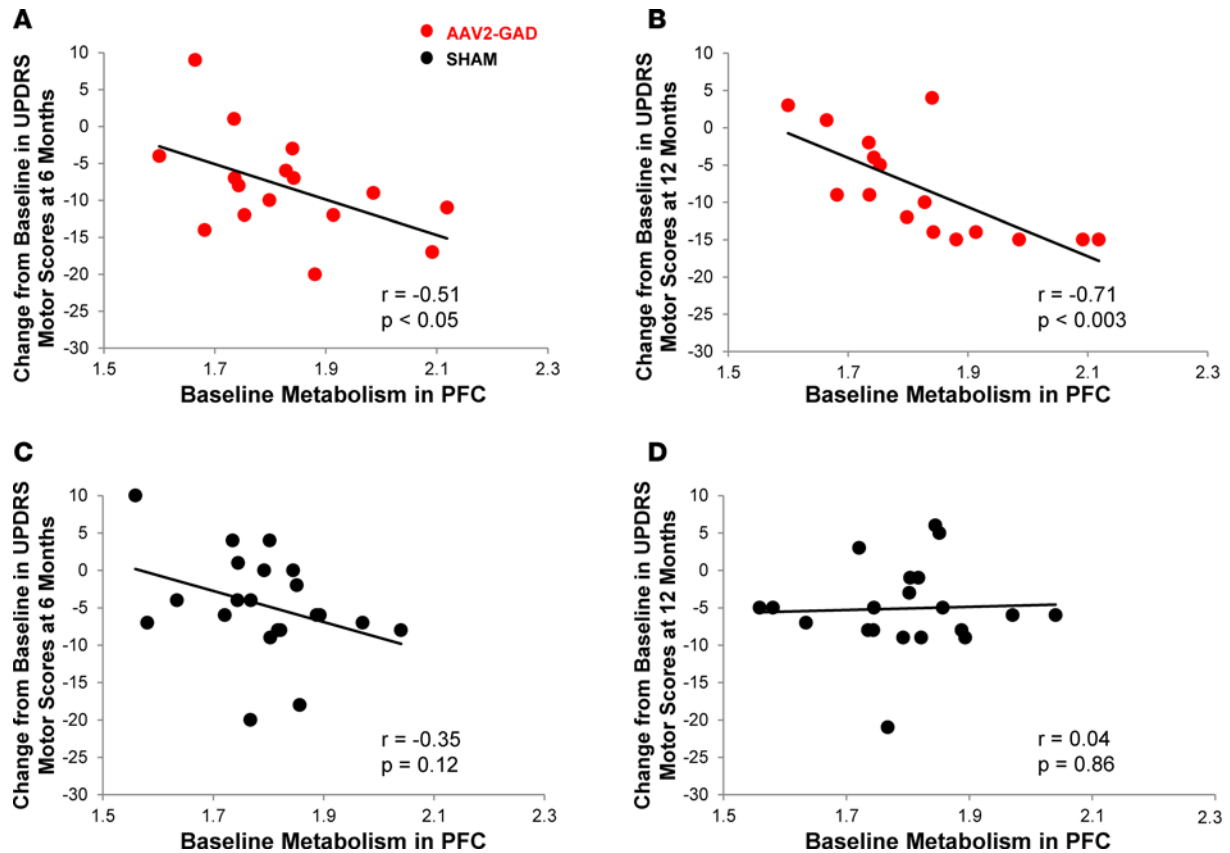 A
AAV2-GAD
SHAM
Change from Baseline in UPDRS
Motor Scores at 6 Months
10
5
0
-5
-10
-15
-20
-25
-30
r = -0.51
p < 0.05
1.5
1.7
1.9
2.1
2.3
Baseline Metabolism in PFC
B
Change from Baseline in UPDRS
Motor Scores at 12 Months
10
5
0
-5
-10
-15
-20
-25
-30
r = -0.71
p < 0.003
1.5
1.7
1.9
2.1
2.3
Baseline Metabolism in PFC
C
Change from Baseline in UPDRS
Motor Scores at 6 Months
10
5
0
-5
-10
-15
-20
-25
-30
r = -0.35
p = 0.12
1.5
1.7
1.9
2.1
2.3
Baseline Metabolism in PFC
D
Change from Baseline in UPDRS
Motor Scores at 12 Months
10
5
0
-5
-10
-15
-20
-25
-30
r = 0.04
p = 0.86
1.5
1.7
1.9
2.1
2.3
Baseline Metabolism in PFC